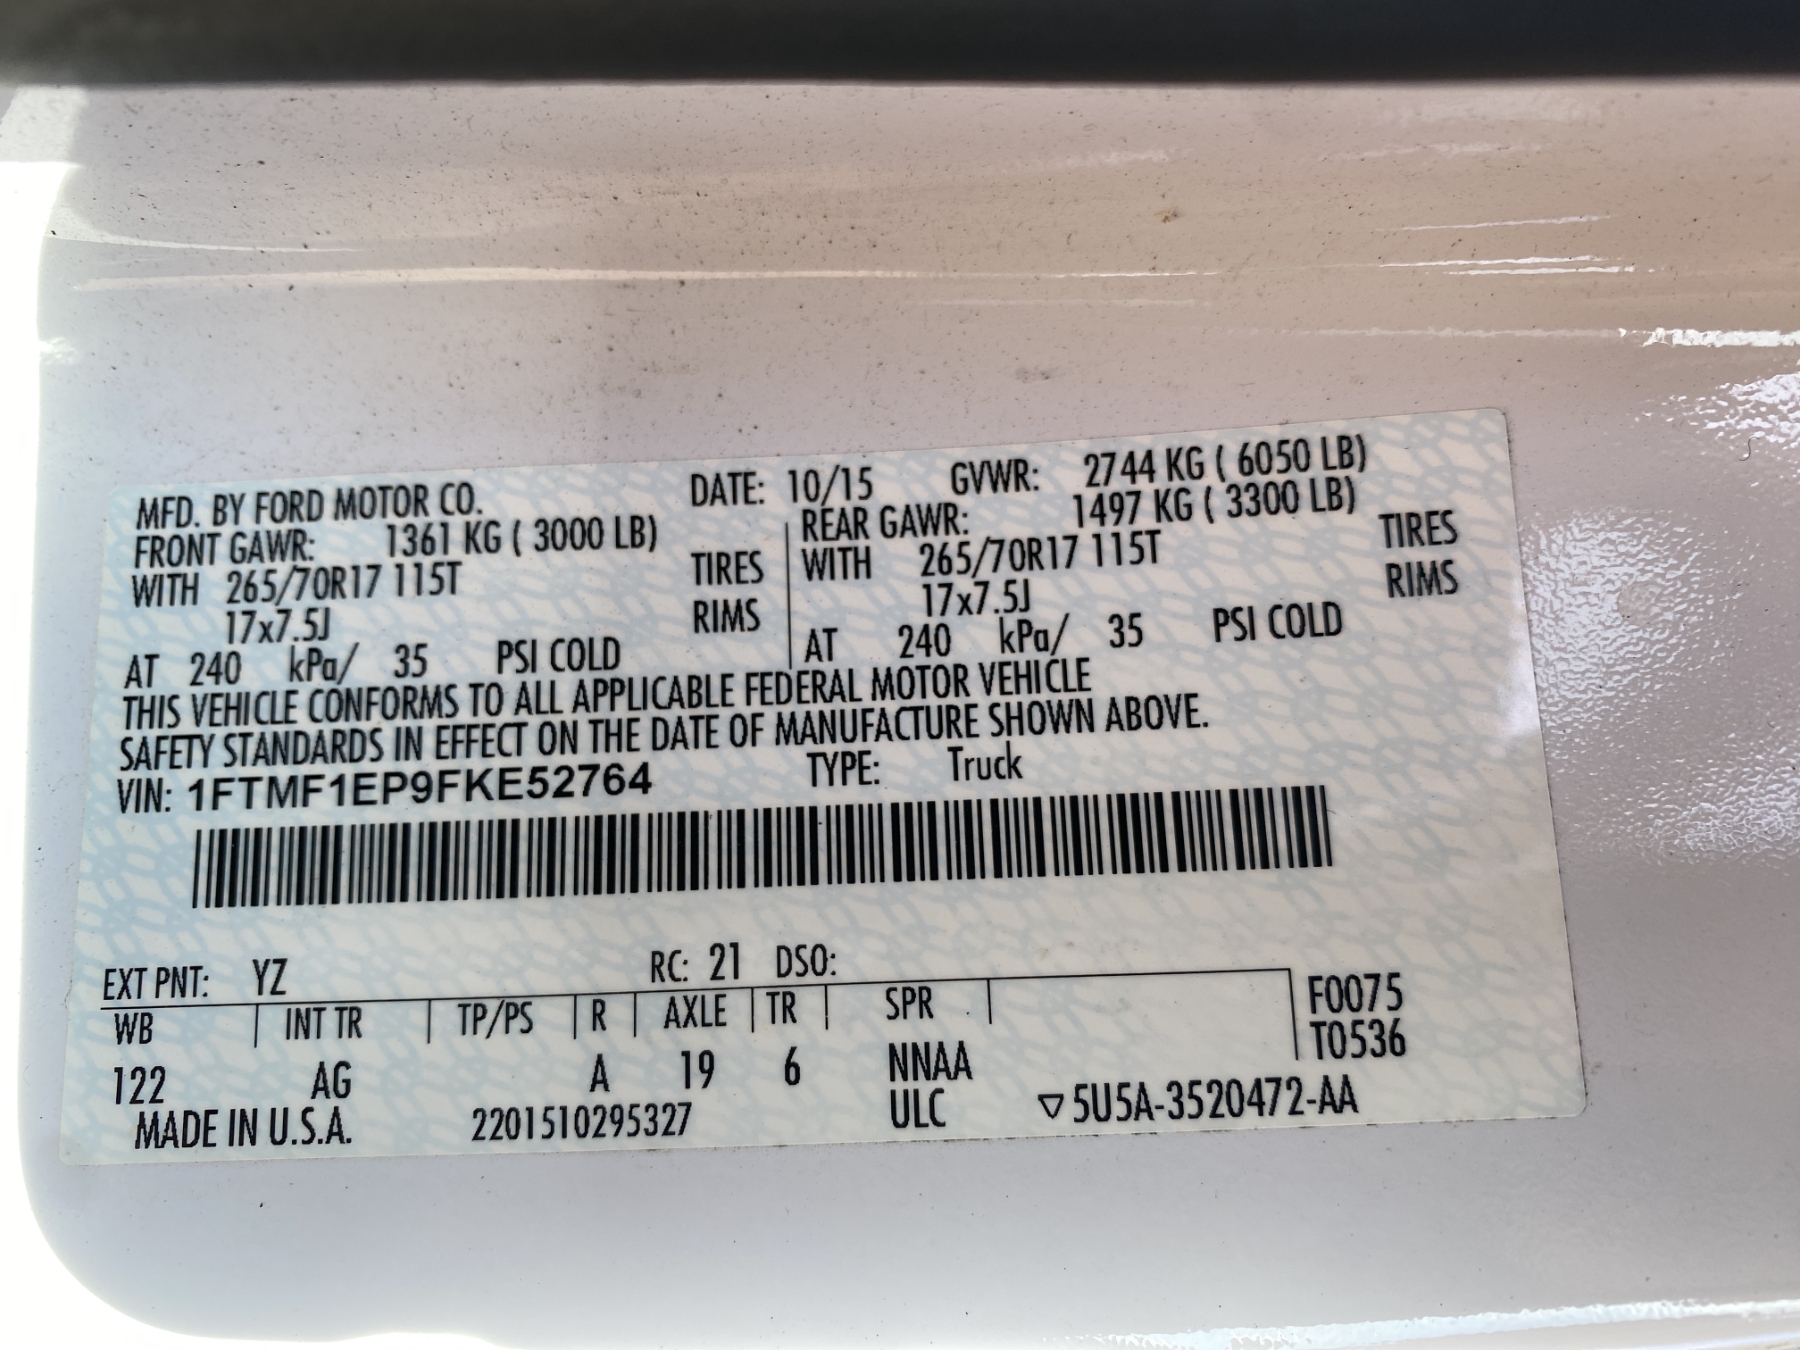 MFD. BY FORD MOTOR CO. DATE: 10/15 GVWR: 2744 KG ( 6050 LB)
FRONT GAWR: 1361 KG ( 3000 LB) REAR GAWR: 1497 KG ( 3300 LB)
WITH 265/70R17 115T TIRES WITH 265/70R17 115T TIRES
17x7.5J RIMS 17x7.5J RIMS
AT 240 kPa/ 35 PSI COLD AT 240 kPa/ 35 PSI COLD
THIS VEHICLE CONFORMS TO ALL APPLICABLE FEDERAL MOTOR VEHICLE
SAFETY STANDARDS IN EFFECT ON THE DATE OF MANUFACTURE SHOWN ABOVE.
VIN: 1FTMF1EP9FKE52764 TYPE: Truck
EXT PNT: YZ RC: 21 DSO:
WB INT TR TP/PS R AXLE TR SPR F0075
T0536
122 AG A 19 6 NNAA
MADE IN U.S.A. 2201510295327 ULC ▽5U5A-3520472-AA